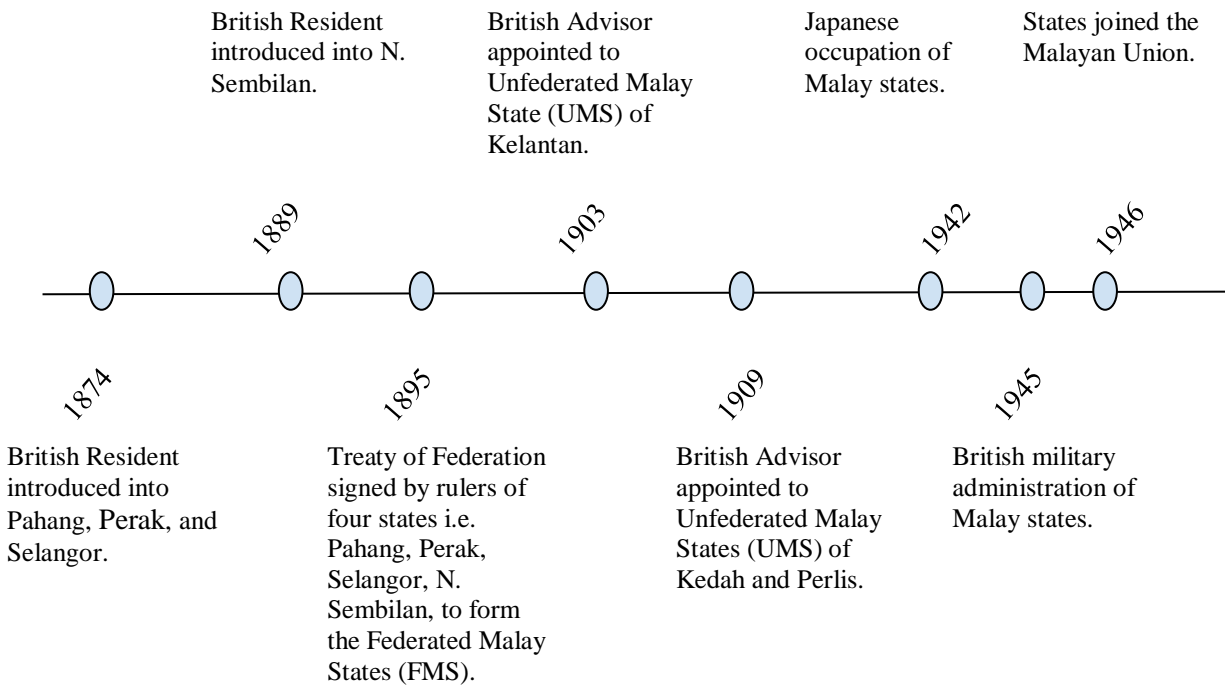 British Resident
introduced into N.
Sembilan.
British Advisor
appointed to
Unfederated Malay
State (UMS) of
Kelantan.
Japanese
occupation of
Malay states.
States joined the
Malayan Union.
1889
1903
1942
1946
1874
1895
1909
1945
British Resident
introduced into
Pahang, Perak, and
Selangor.
Treaty of Federation
signed by rulers of
four states i.e.
Pahang, Perak,
Selangor, N.
Sembilan, to form
the Federated Malay
States (FMS).
British Advisor
appointed to
Unfederated Malay
States (UMS) of
Kedah and Perlis.
British military
administration of
Malay states.